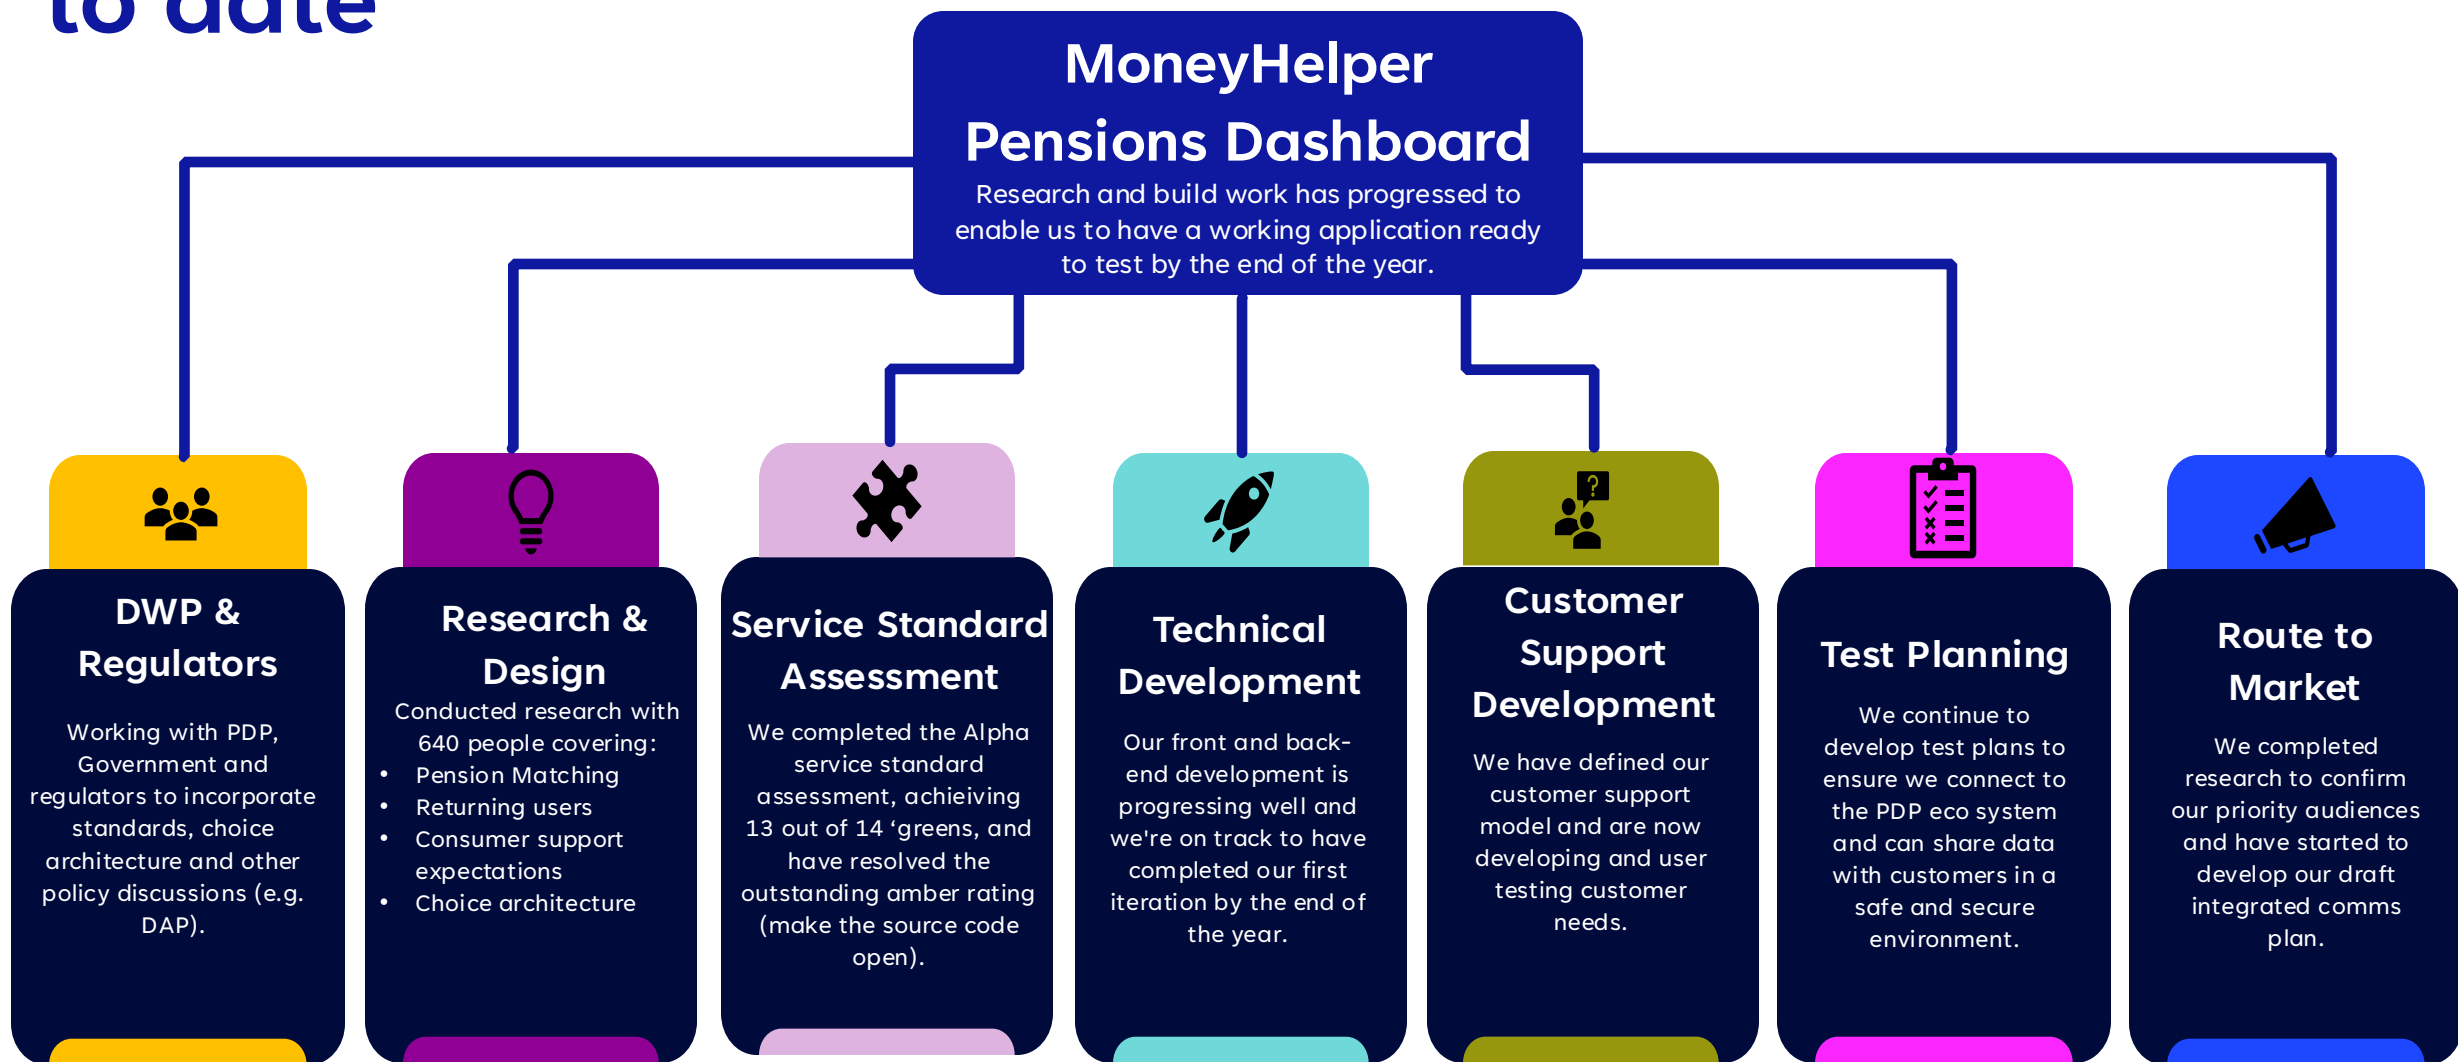 to date
MoneyHelper
Pensions Dashboard
Research and build work has progressed to
enable us to have a working application ready
to test by the end of the year.
DWP &
Regulators
Working with PDP,
Government and
regulators to incorporate
standards, choice
architecture and other
policy discussions (e.g.
DAP).
Research &
Design
Conducted research with
640 people covering:
• Pension Matching
• Returning users
• Consumer support
expectations
• Choice architecture
Service Standard
Assessment
We completed the Alpha
service standard
assessment, achieiving
13 out of 14 ‘greens, and
have resolved the
outstanding amber rating
(make the source code
open).
Technical
Development
Our front and back-
end development is
progressing well and
we're on track to have
completed our first
iteration by the end of
the year.
Customer
Support
Development
We have defined our
customer support
model and are now
developing and user
testing customer
needs.
Test Planning
We continue to
develop test plans to
ensure we connect to
the PDP eco system
and can share data
with customers in a
safe and secure
environment.
Route to
Market
We completed
research to confirm
our priority audiences
and have started to
develop our draft
integrated comms
plan.